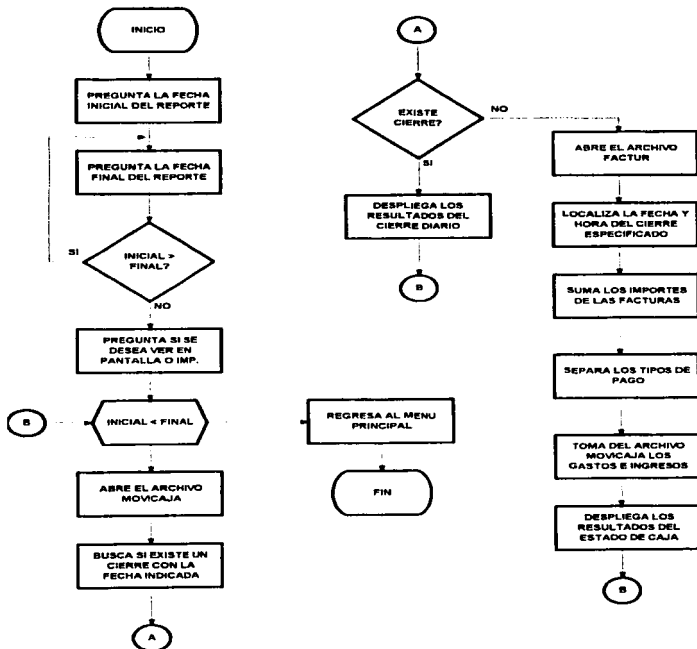 INICIO
PREGUNTA LA FECHA
INICIAL DEL REPORTE
PREGUNTA LA FECHA
FINAL DEL REPORTE
SI
INICIAL >
FINAL?
NO
PREGUNTA SI SE
DESEA VER EN
PANTALLA O IMP.
B
INICIAL < FINAL
REGRESA AL MENU
PRINCIPAL
FIN
ABRE EL ARCHIVO
MOVICAJA
BUSCA SI EXISTE UN
CIERRE CON LA
FECHA INDICADA
A
A
EXISTE
CIERRE?
NO
SI
DESPLIEGA LOS
RESULTADOS DEL
CIERRE DIARIO
B
ABRE EL ARCHIVO
FACTUR
LOCALIZA LA FECHA Y
HORA DEL CIERRE
ESPECIFICADO
SUMA LOS IMPORTES
DE LAS FACTURAS
SEPARA LOS TIPOS DE
PAGO
TOMA DEL ARCHIVO
MOVICAJA LOS
GASTOS E INGRESOS
DESPLIEGA LOS
RESULTADOS DEL
ESTADO DE CAJA
B